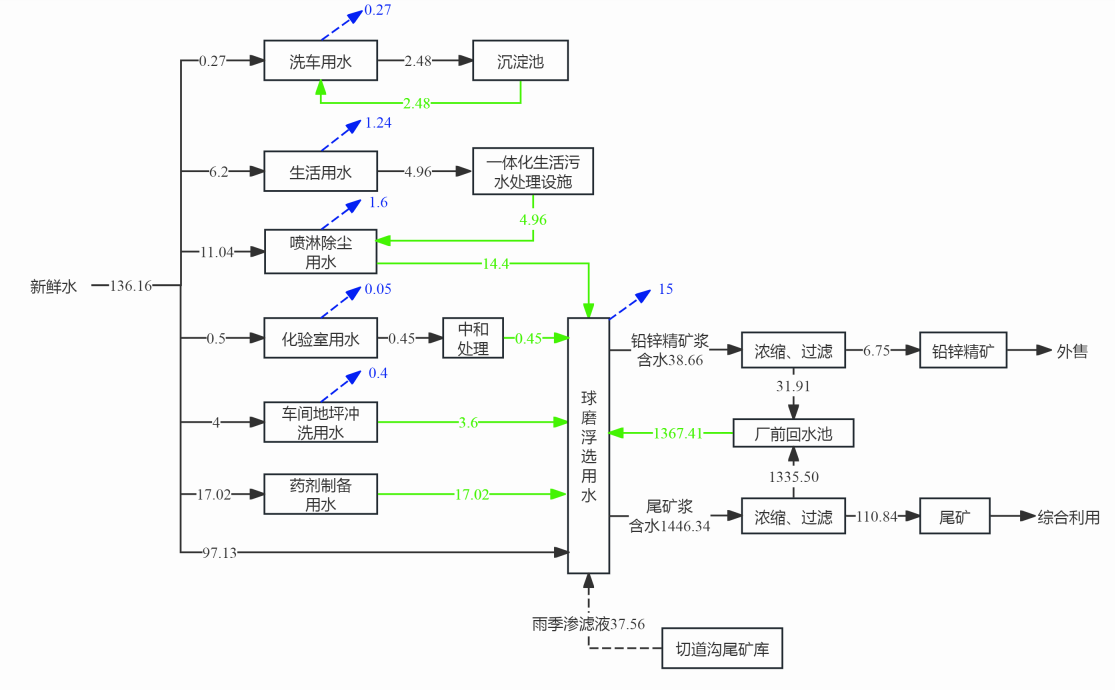 0.27
0.27
洗车用水
2.48
沉淀池
2.48
1.24
6.2
生活用水
4.96
一体化生活污
水处理设施
4.96
1.6
11.04
喷淋除尘
用水
14.4
新鲜水
136.16
0.05
0.5
化验室用水
0.45
中和
处理
0.45
15
铅锌精矿浆
含水38.66
浓缩、过滤
6.75
铅锌精矿
外售
31.91
0.4
4
车间地坪冲
洗用水
3.6
球
磨
浮
选
用
水
1367.41
厂前回水池
1335.50
17.02
药剂制备
用水
17.02
尾矿浆
含水1446.34
浓缩、过滤
110.84
尾矿
综合利用
97.13
雨季渗滤液37.56
切道沟尾矿库